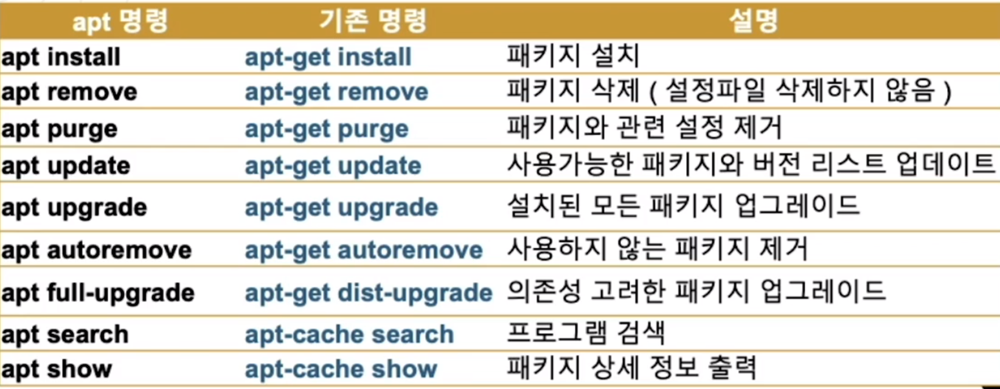 apt 명령 기존 명령 설명
apt install apt-get install 패키지 설치
apt remove apt-get remove 패키지 삭제 ( 설정파일 삭제하지 않음 )
apt purge apt-get purge 패키지와 관련 설정 제거
apt update apt-get update 사용가능한 패키지와 버전 리스트 업데이트
apt upgrade apt-get upgrade 설치된 모든 패키지 업그레이드
apt autoremove apt-get autoremove 사용하지 않는 패키지 제거
apt full-upgrade apt-get dist-upgrade 의존성 고려한 패키지 업그레이드
apt search apt-cache search 프로그램 검색
apt show apt-cache show 패키지 상세 정보 출력